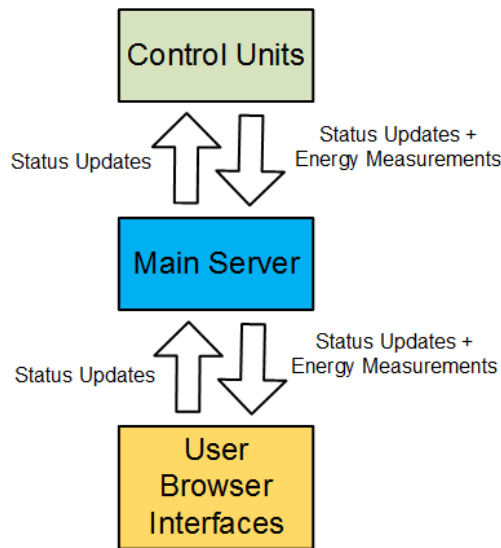 Control Units
Status Updates
Status Updates +
Energy Measurements
Main Server
Status Updates
Status Updates +
Energy Measurements
User
Browser
Interfaces